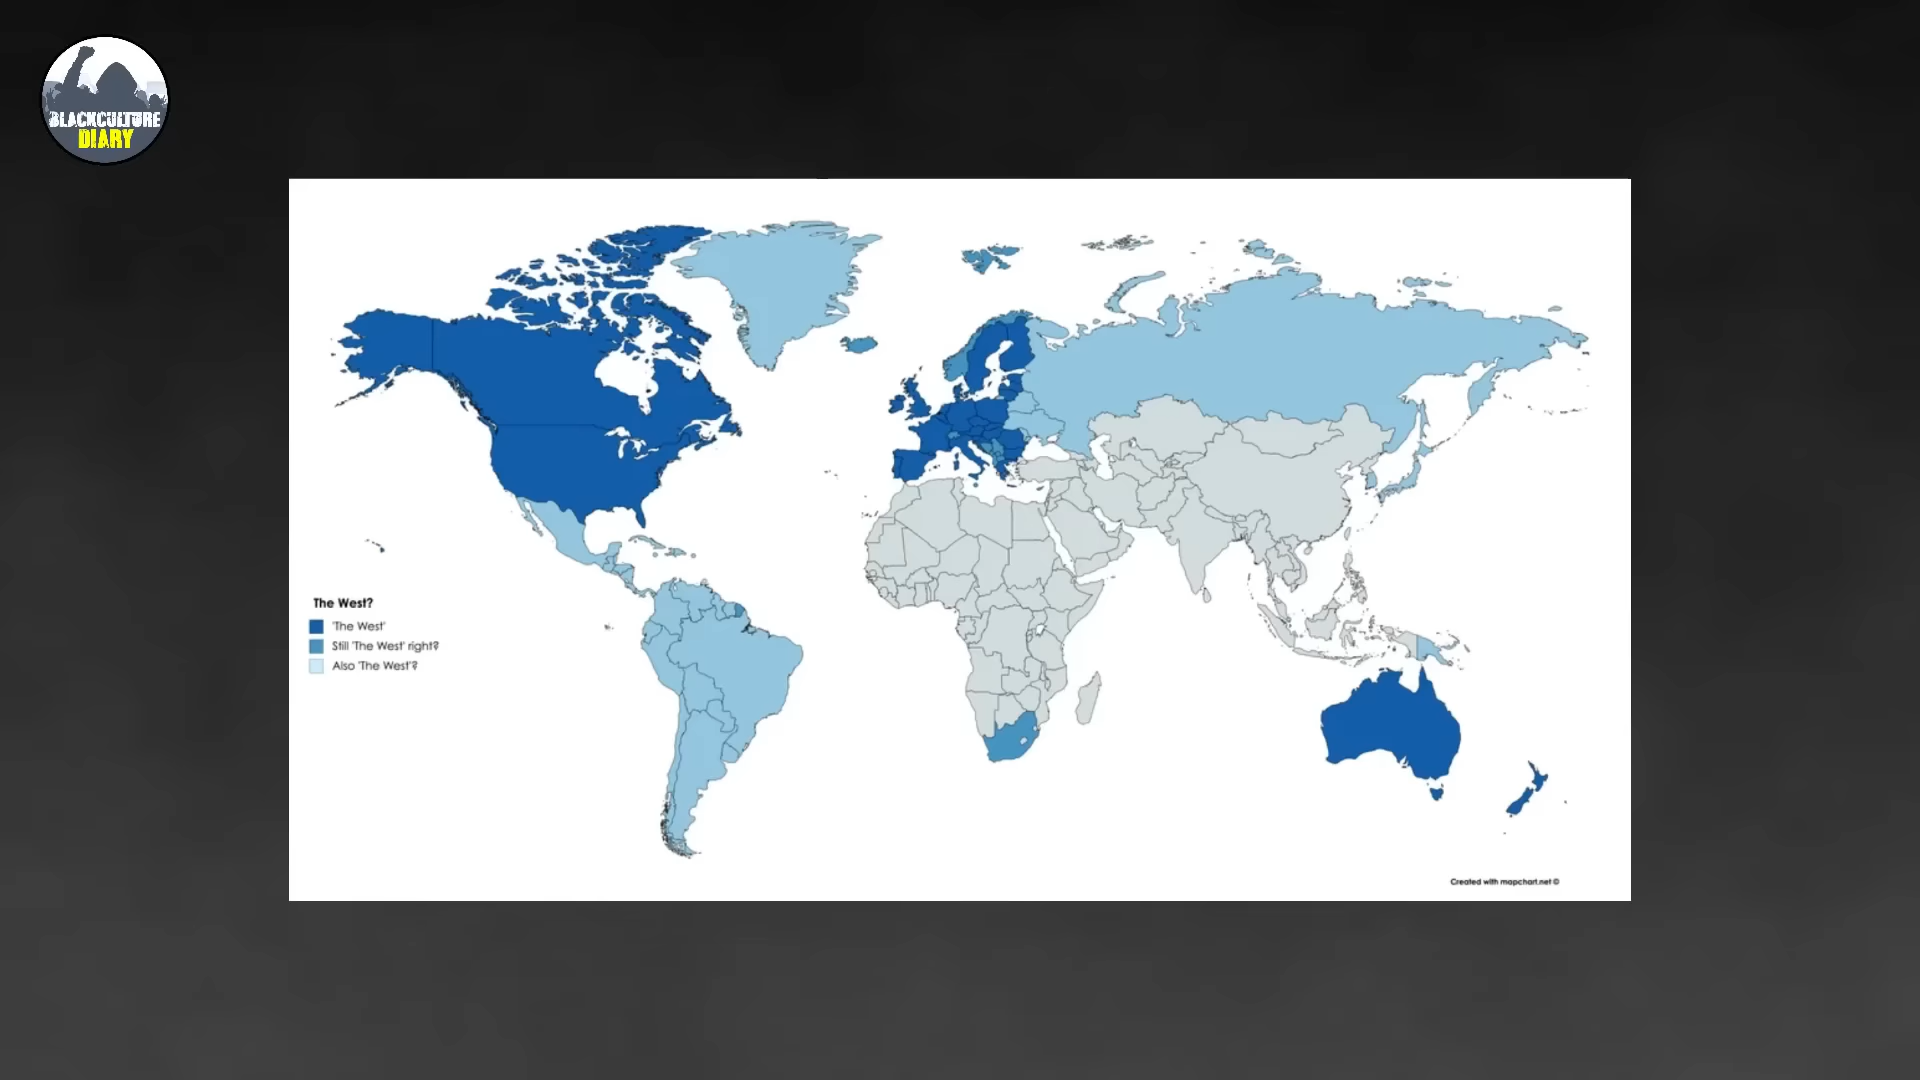 BLACKCULTURE
DIARY
The West?
'The West'
Still 'The West' right?
Also 'The West'?
Created with mapchart.net ©